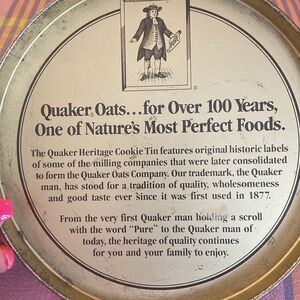 Quaker Oats...for Over 100 Years,
One of Nature's Most Perfect Foods.
The Quaker Heritage Cookie Tin features original historic labels
of some of the milling companies that were later consolidated
to form the Quaker Oats Company. Our trademark, the Quaker
man, has stood for a tradition of quality, wholesomeness
and good taste ever since it was first used in 1877.
From the very first Quaker man holding a scroll
with the word "Pure" to the Quaker man of
today, the heritage of quality continues
for you and your family to enjoy.